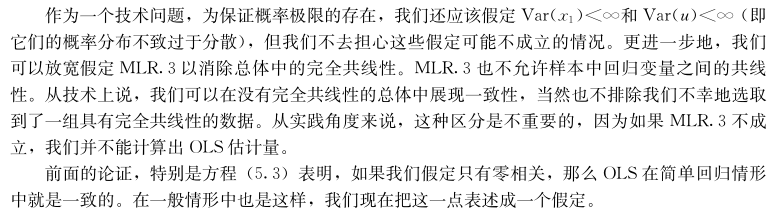 作为一个技术问题，为保证概率极限的存在，我们还应该假定 Var(x₁)<∞和 Var(u)<∞（即
它们的概率分布不致过于分散），但我们不去担心这些假定可能不成立的情况。更进一步地，我们
可以放宽假定 MLR.3 以消除总体中的完全共线性。MLR.3 也不允许样本中回归变量之间的共线
性。从技术上说，我们可以在没有完全共线性的总体中展现一致性，当然也不排除我们不幸地选取
到了一组具有完全共线性的数据。从实践角度来说，这种区分是不重要的，因为如果 MLR.3 不成
立，我们并不能计算出 OLS 估计量。
前面的论证，特别是方程（5.3）表明，如果我们假定只有零相关，那么 OLS 在简单回归情形
中就是一致的。在一般情形中也是这样，我们现在把这一点表述成一个假定。